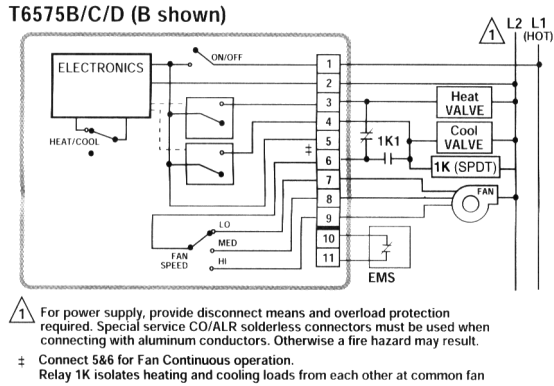 T6575B/C/D (B shown)
1
L2 L1
(HOT)
ELECTRONICS
ON/OFF
HEAT/COOL
1
2
3
4
‡ 5
6
7
8
9
10
11
1K1
Heat
VALVE
Cool
VALVE
1K (SPDT)
FAN
LO
MED
HI
FAN
SPEED
EMS
1 For power supply, provide disconnect means and overload protection
required. Special service CO/ALR solderless connectors must be used when
connecting with aluminum conductors. Otherwise a fire hazard may result.
‡ Connect 5&6 for Fan Continuous operation.
Relay 1K isolates heating and cooling loads from each other at common fan